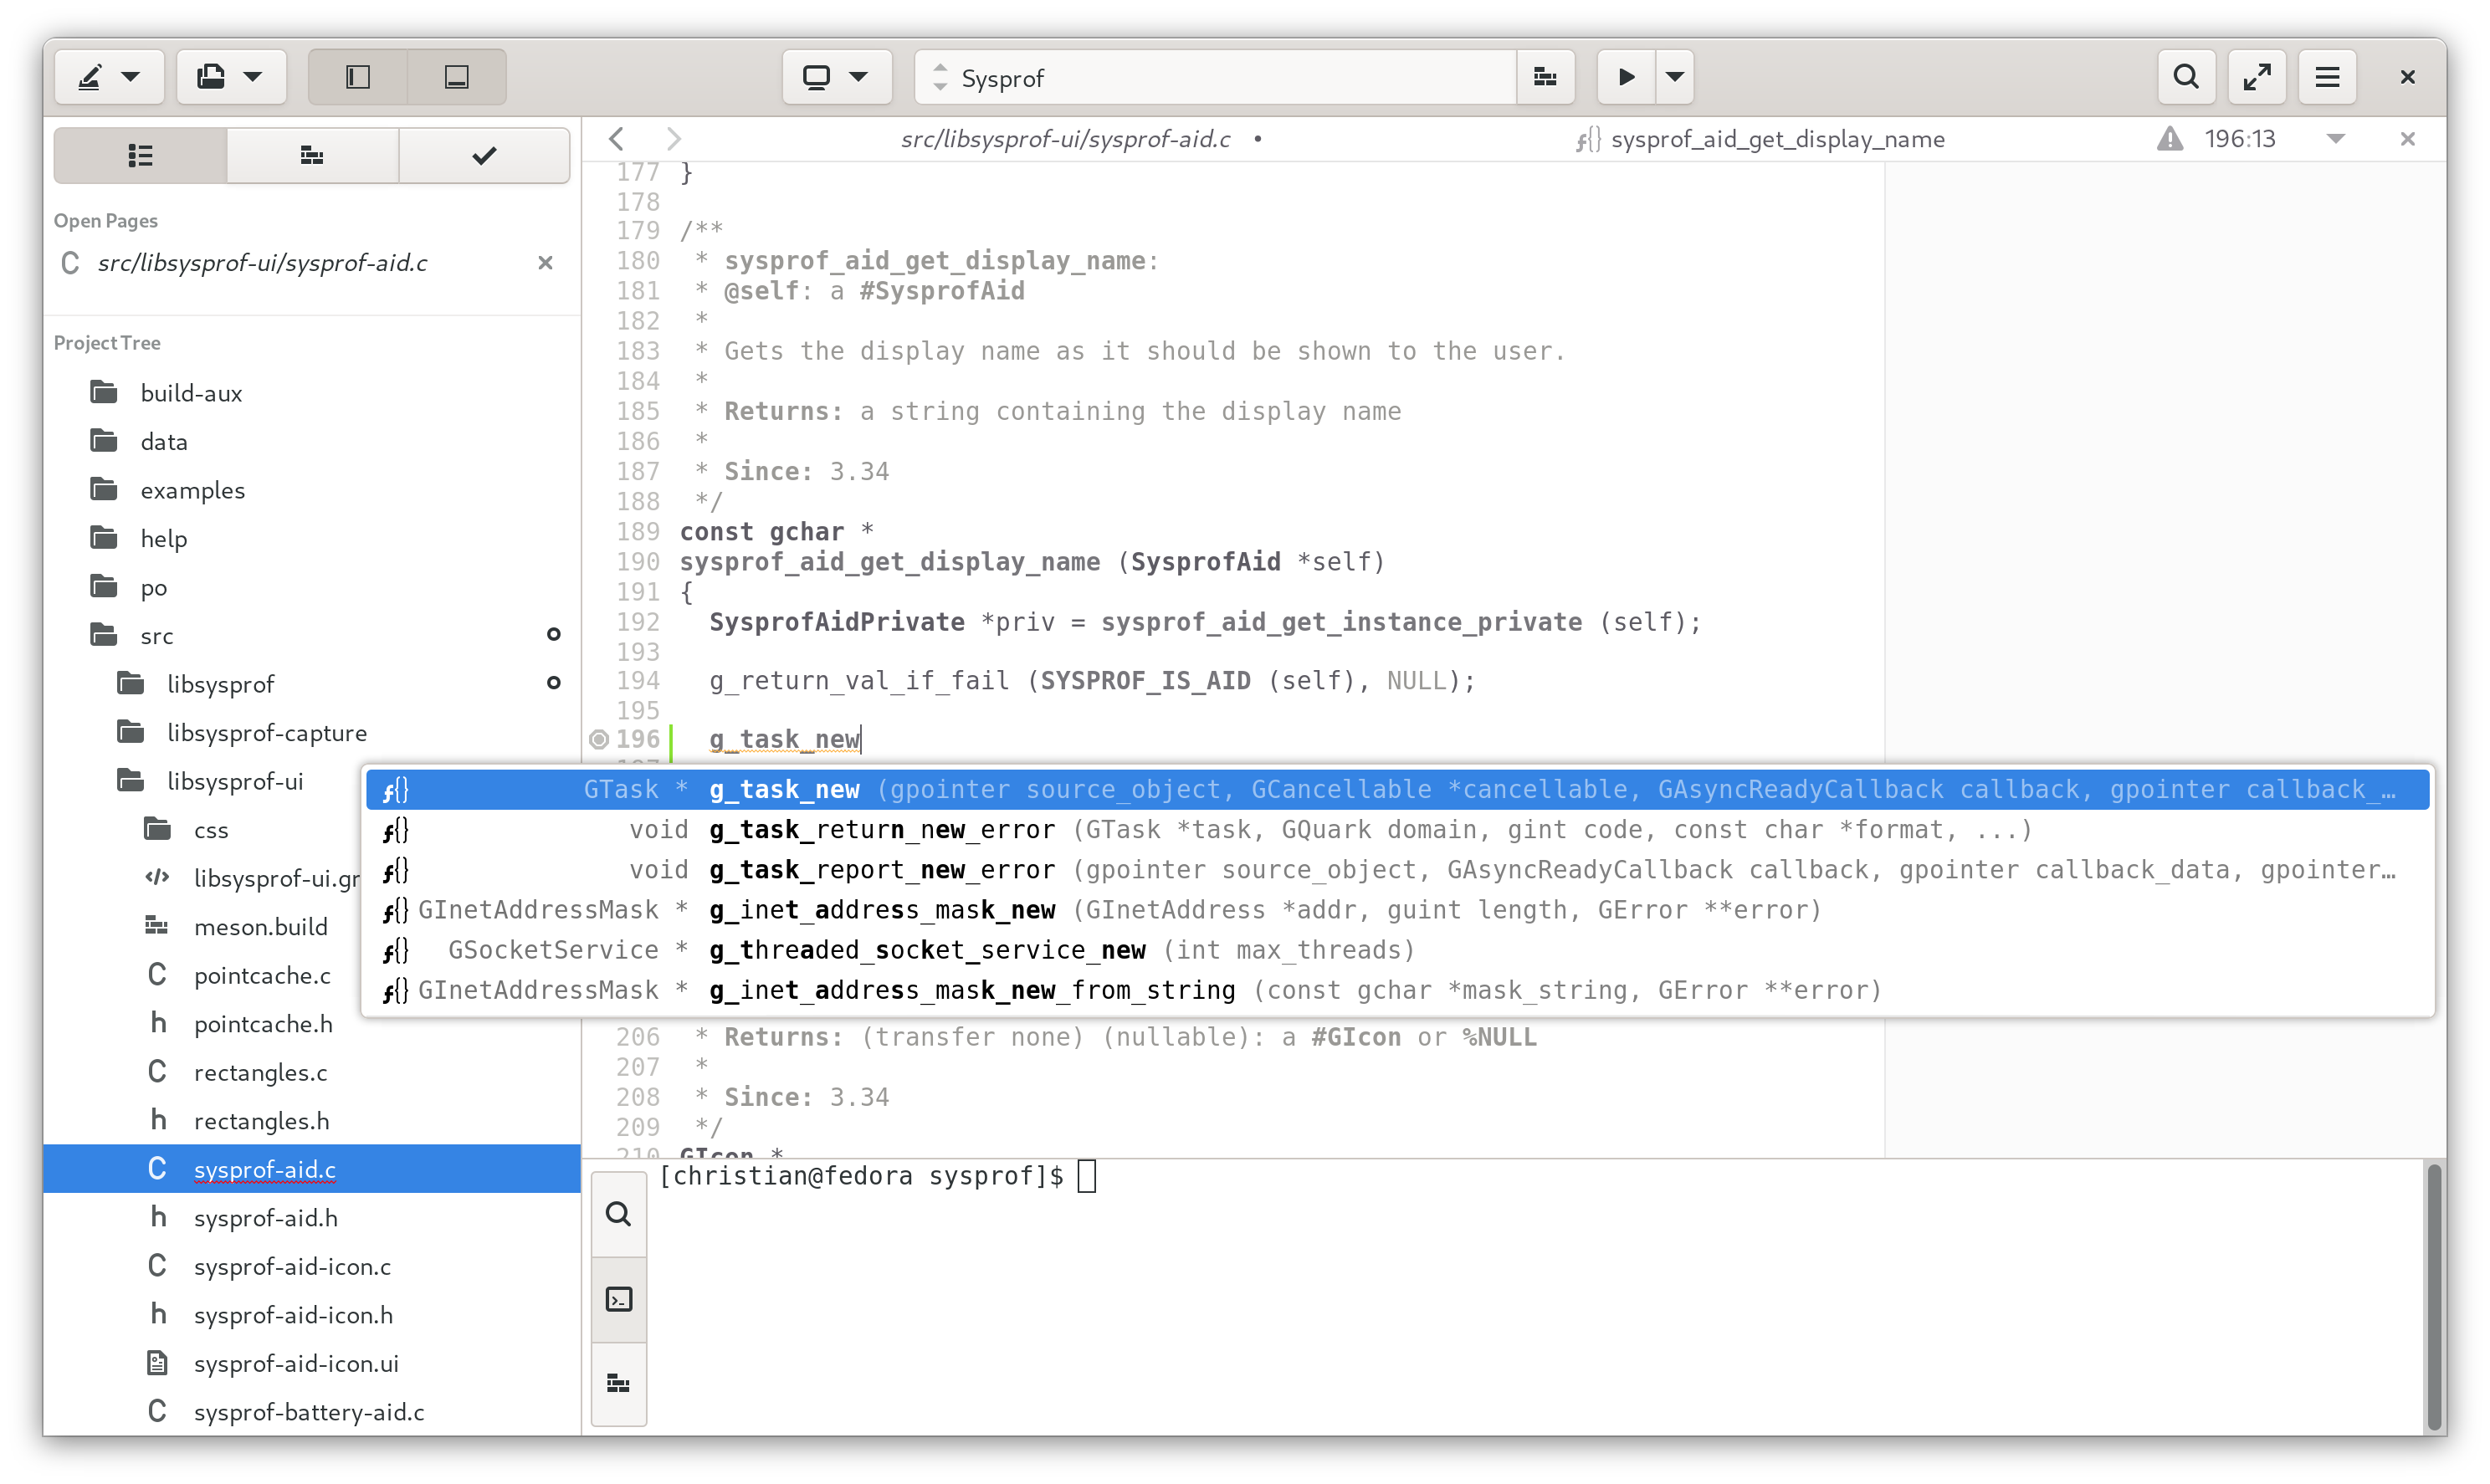 Sysprof
src/libsysprof-ui/sysprof-aid.c •
sysprof_aid_get_display_name
196:13
Open Pages
src/libsysprof-ui/sysprof-aid.c
Project Tree
build-aux
data
examples
help
po
src
libsysprof
libsysprof-capture
libsysprof-ui
css
libsysprof-ui.gr
meson.build
C pointcache.c
h pointcache.h
C rectangles.c
h rectangles.h
C sysprof-aid.c
h sysprof-aid.h
C sysprof-aid-icon.c
h sysprof-aid-icon.h
sysprof-aid-icon.ui
C sysprof-battery-aid.c
177 }
178
179 /**
180  * sysprof_aid_get_display_name:
181  * @self: a #SysprofAid
182  *
183  * Gets the display name as it should be shown to the user.
184  *
185  * Returns: a string containing the display name
186  *
187  * Since: 3.34
188  */
189 const gchar *
190 sysprof_aid_get_display_name (SysprofAid *self)
191 {
192   SysprofAidPrivate *priv = sysprof_aid_get_instance_private (self);
193
194   g_return_val_if_fail (SYSPROF_IS_AID (self), NULL);
195
196   g_task_new
GTask * g_task_new (gpointer source_object, GCancellable *cancellable, GAsyncReadyCallback callback, gpointer callback_…
void g_task_return_new_error (GTask *task, GQuark domain, gint code, const char *format, ...)
void g_task_report_new_error (gpointer source_object, GAsyncReadyCallback callback, gpointer callback_data, gpointer…
GInetAddressMask * g_inet_address_mask_new (GInetAddress *addr, guint length, GError **error)
GSocketService * g_threaded_socket_service_new (int max_threads)
GInetAddressMask * g_inet_address_mask_new_from_string (const gchar *mask_string, GError **error)
206  * Returns: (transfer none) (nullable): a #GIcon or %NULL
207  *
208  * Since: 3.34
209  */
210 GIcon *
[christian@fedora sysprof]$